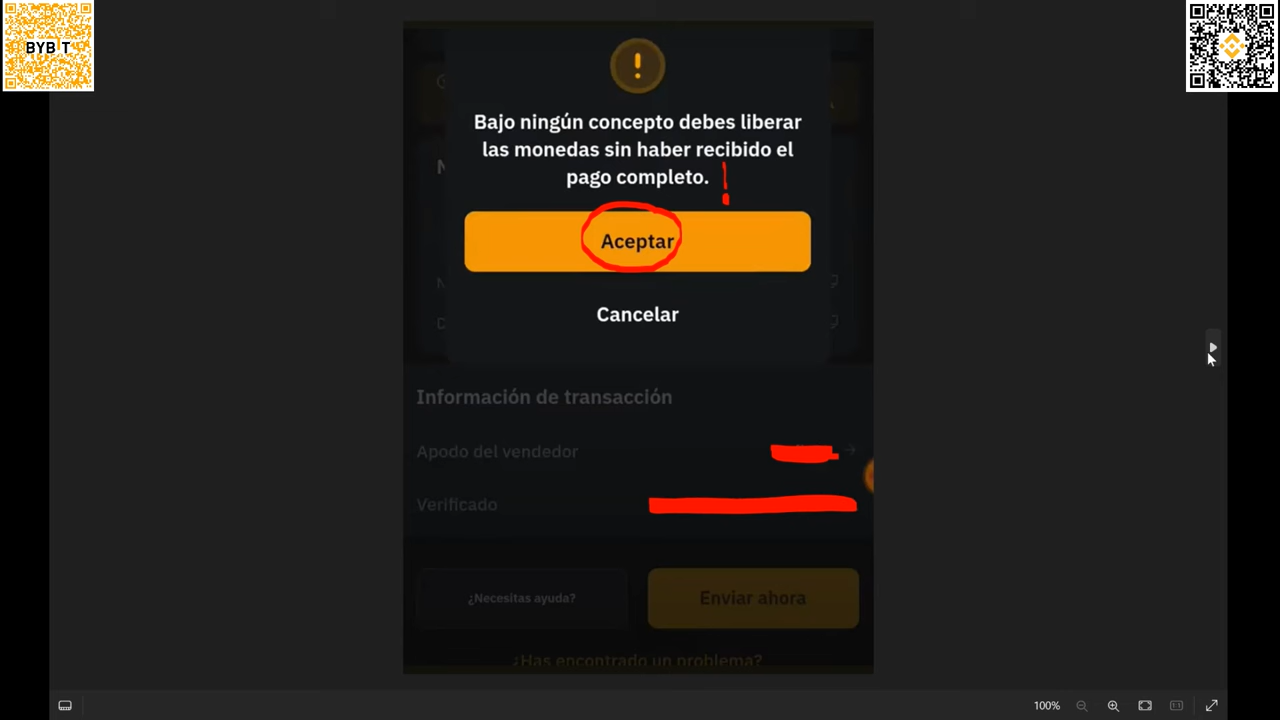 BYBIT
Bajo ningún concepto debes liberar
las monedas sin haber recibido el
pago completo.
Aceptar
Cancelar
Información de transacción
Apodo del vendedor
Verificado
¿Necesitas ayuda?
Enviar ahora
¿Has encontrado un problema?
100%